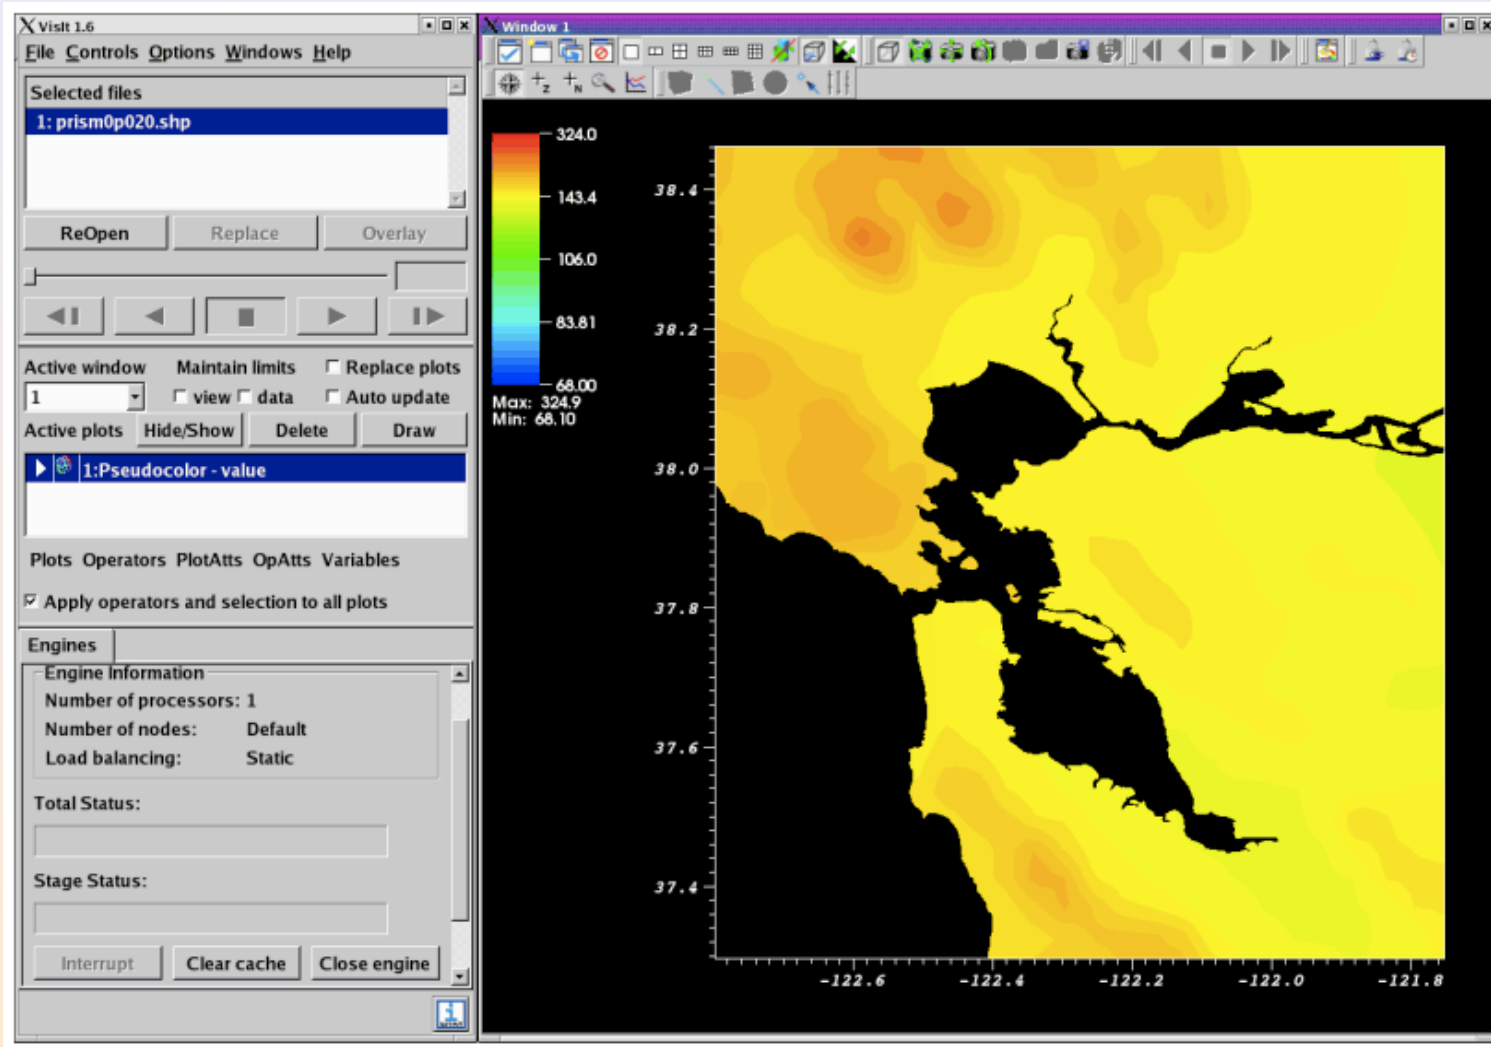 VisIt 1.6
File Controls Options Windows Help
Selected files
1: prism0p020.shp
ReOpen Replace Overlay
Active window Maintain limits Replace plots
1 view data Auto update
Active plots Hide/Show Delete Draw
1:Pseudocolor - value
Plots Operators PlotAtts OpAtts Variables
Apply operators and selection to all plots
Engines
Engine Information
Number of processors: 1
Number of nodes: Default
Load balancing: Static
Total Status:
Stage Status:
Interrupt Clear cache Close engine
Window 1
324.0
143.4
106.0
83.81
68.00
Max: 324.9
Min: 68.10
38.4
38.2
38.0
37.8
37.6
37.4
-122.6 -122.4 -122.2 -122.0 -121.8